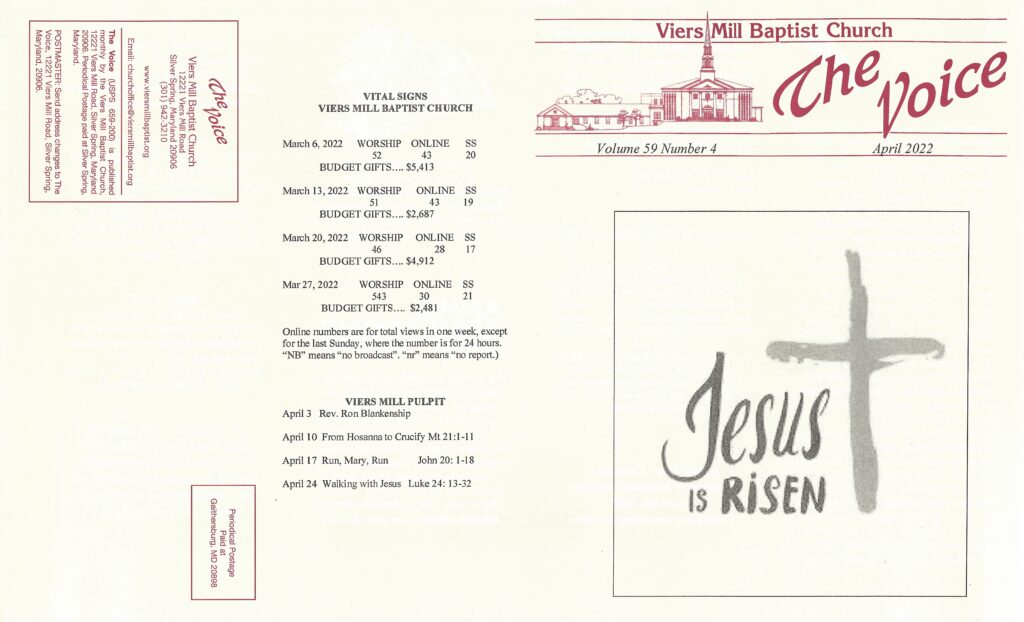 The Voice
Viers Mill Baptist Church
12221 Viers Mill Road
Silver Spring, Maryland 20906
(301) 942-3210
www.viersmillbaptist.org
Email: churchoffice@viersmillbaptist.org
The Voice (USPS 659-200) is published
monthly by the Viers Mill Baptist Church,
12221 Viers Mill Road, Silver Spring, Maryland
20906. Periodical Postage paid at Silver Spring,
Maryland.
POSTMASTER: Send address changes to The
Voice, 12221 Viers Mill Road, Silver Spring,
Maryland, 20906.
Periodical Postage
Paid at
Gaithersburg, MD 20898
VITAL SIGNS
VIERS MILL BAPTIST CHURCH
March 6, 2022 WORSHIP ONLINE SS
52 43 20
BUDGET GIFTS.... $5,413
March 13, 2022 WORSHIP ONLINE SS
51 43 19
BUDGET GIFTS.... $2,687
March 20, 2022 WORSHIP ONLINE SS
46 28 17
BUDGET GIFTS.... $4,912
Mar 27, 2022 WORSHIP ONLINE SS
543 30 21
BUDGET GIFTS.... $2,481
Online numbers are for total views in one week, except
for the last Sunday, where the number is for 24 hours.
“NB” means “no broadcast”. “nr” means “no report.)
VIERS MILL PULPIT
April 3 Rev. Ron Blankenship
April 10 From Hosanna to Crucify Mt 21:1-11
April 17 Run, Mary, Run John 20: 1-18
April 24 Walking with Jesus Luke 24: 13-32
Viers Mill Baptist Church
The Voice
Volume 59 Number 4 April 2022
Jesus
IS RISEN